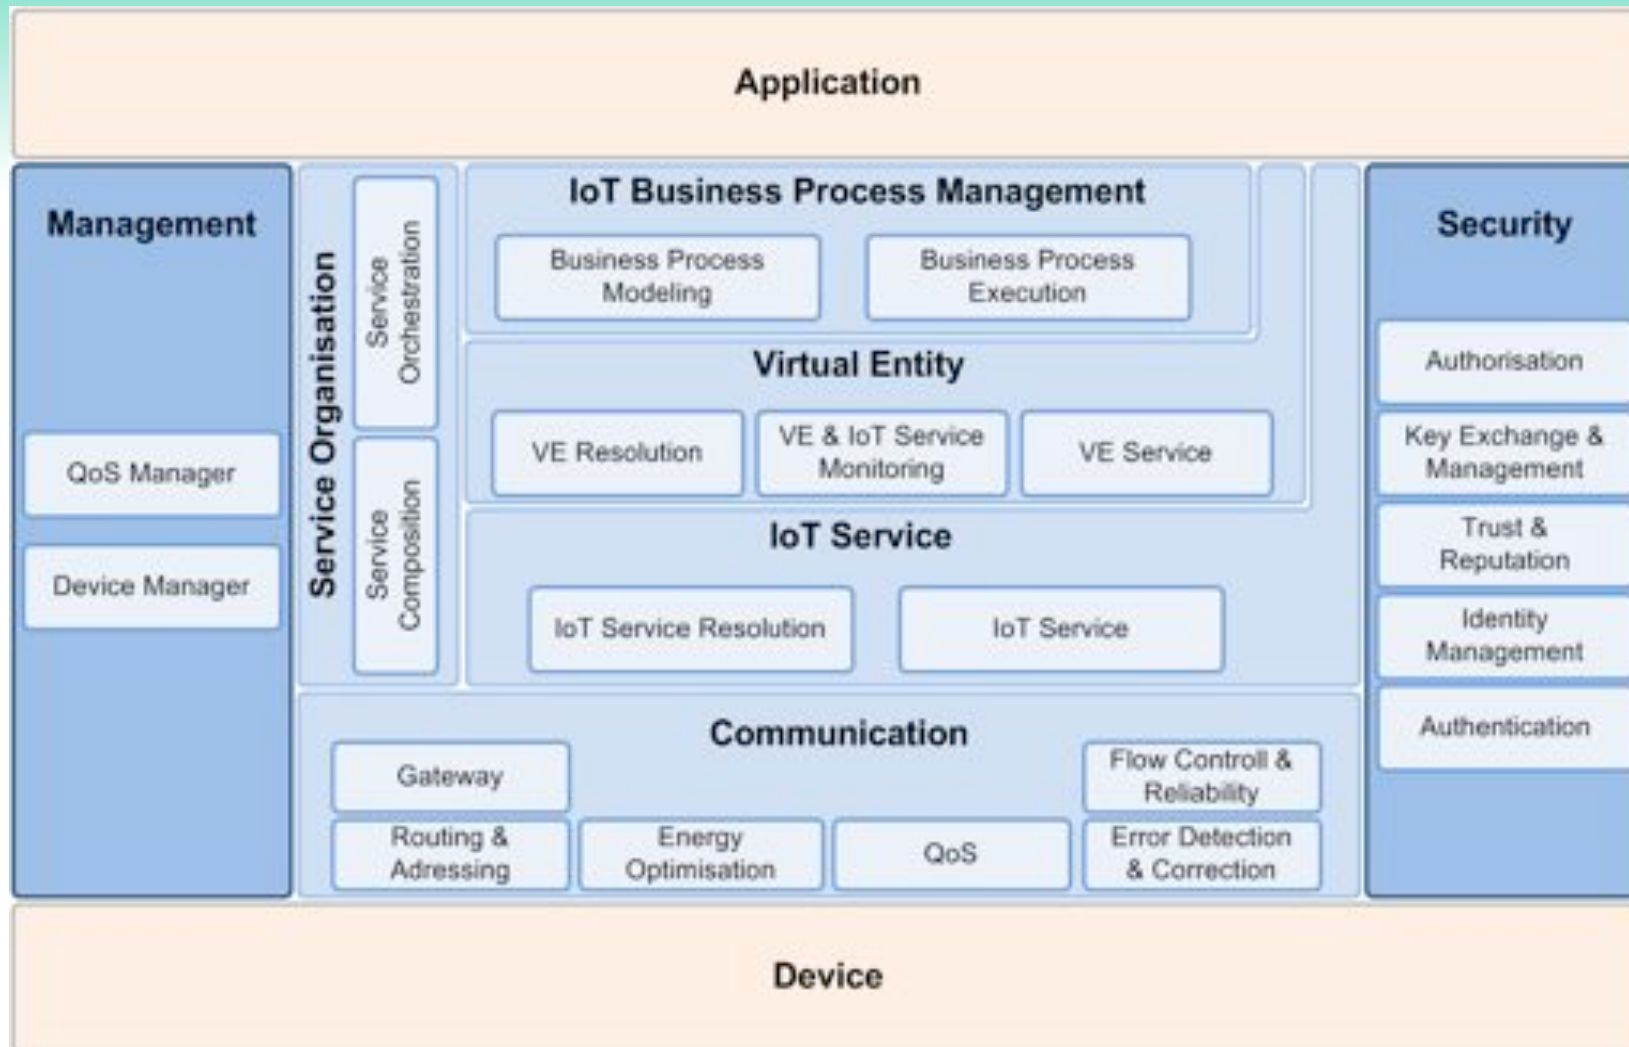 Application
Management
QoS Manager
Device Manager
Service Organisation
Service
Orchestration
Service
Composition
IoT Business Process Management
Business Process
Modeling
Business Process
Execution
Virtual Entity
VE Resolution
VE & IoT Service
Monitoring
VE Service
IoT Service
IoT Service Resolution
IoT Service
Communication
Gateway
Routing &
Adressing
Energy
Optimisation
QoS
Flow Controll &
Reliability
Error Detection
& Correction
Security
Authorisation
Key Exchange &
Management
Trust &
Reputation
Identity
Management
Authentication
Device